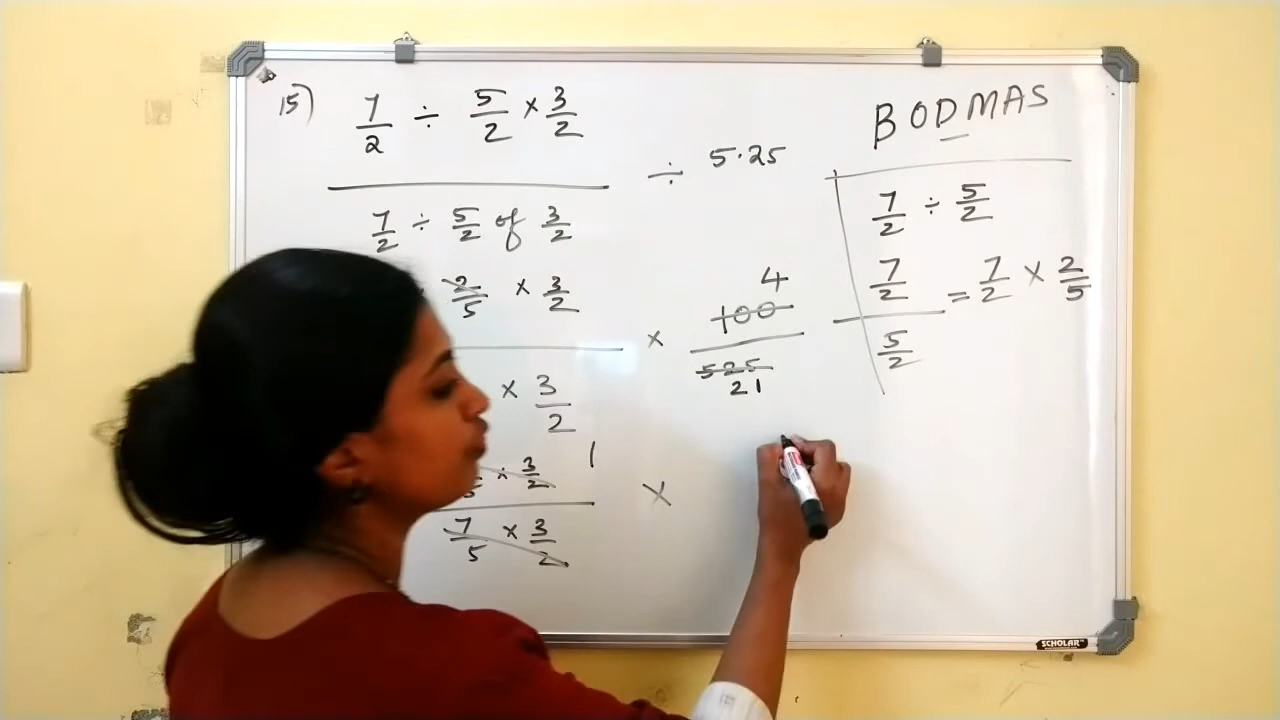 15) 7/2 ÷ 5/2 × 3/2
÷ 5.25
7/2 ÷ 5/2 of 3/2
2/5 × 3/2
× 3/2
1
5 × 3/2
7/5 × 3/2
×
4
100
× 
525
21
BODMAS
7/2 ÷ 5/2
7/2 = 7/2 × 2/5
5/2
SCHOLAR